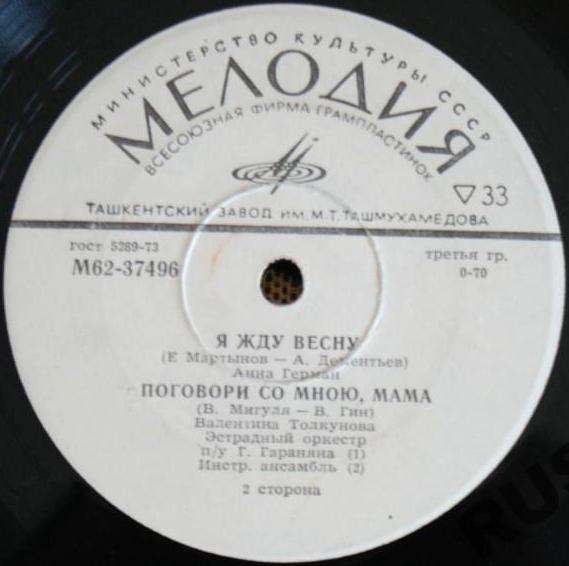 МИНИСТЕРСТВО КУЛЬТУРЫ СССР
МЕЛОДИЯ
ВСЕСОЮЗНАЯ ФИРМА ГРАМПЛАСТИНОК
▽ 33
ТАШКЕНТСКИЙ ЗАВОД ИМ. М.Т. ТАШМУХАМЕДОВА
гост 5289-73
третья гр.
М62-37496
0-70
Я ЖДУ ВЕСНУ
(Е Мартынов – А. Дементьев)
Анна Герман
ПОГОВОРИ СО МНОЮ, МАМА
(В. Мигуля – В. Гин)
Валентина Толкунова
Эстрадный оркестр
п/у Г. Гараняна (1)
Инстр. ансамбль (2)
2 сторона
RUS